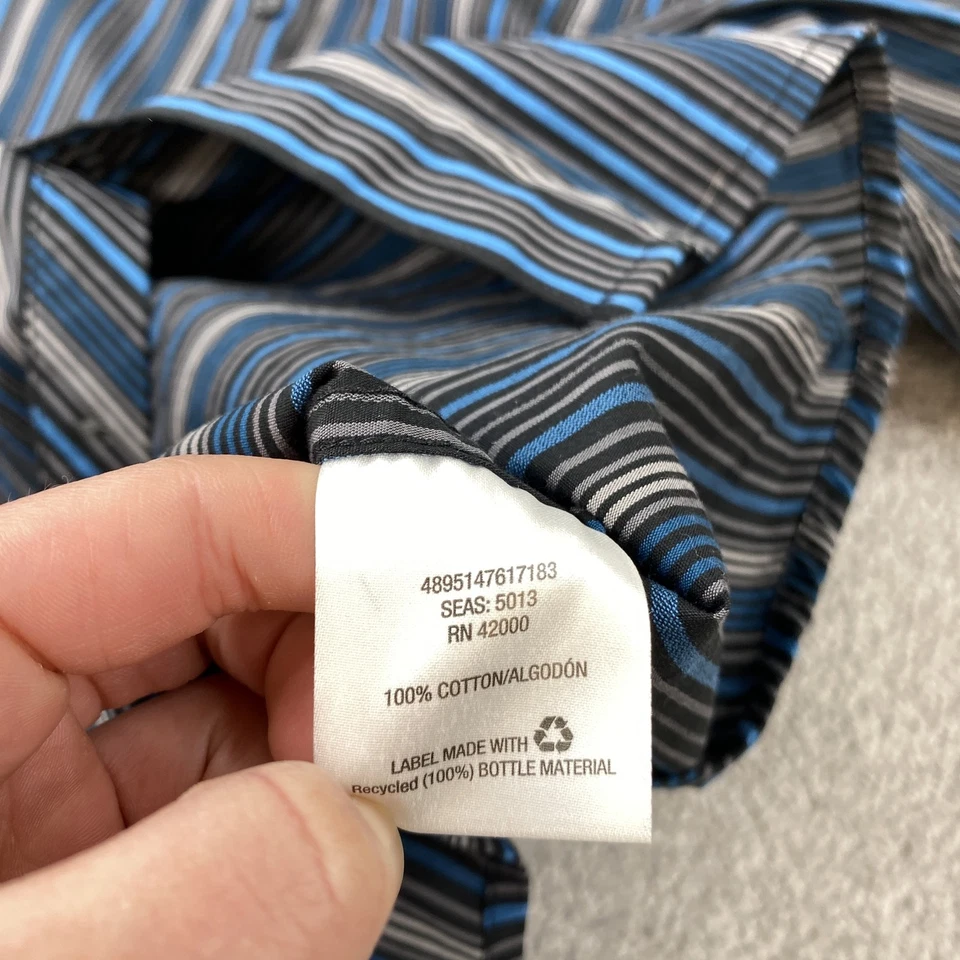 4895147617183
SEAS: 5013
RN 42000
100% COTTON/ALGODÓN
LABEL MADE WITH
Recycled (100%) BOTTLE MATERIAL